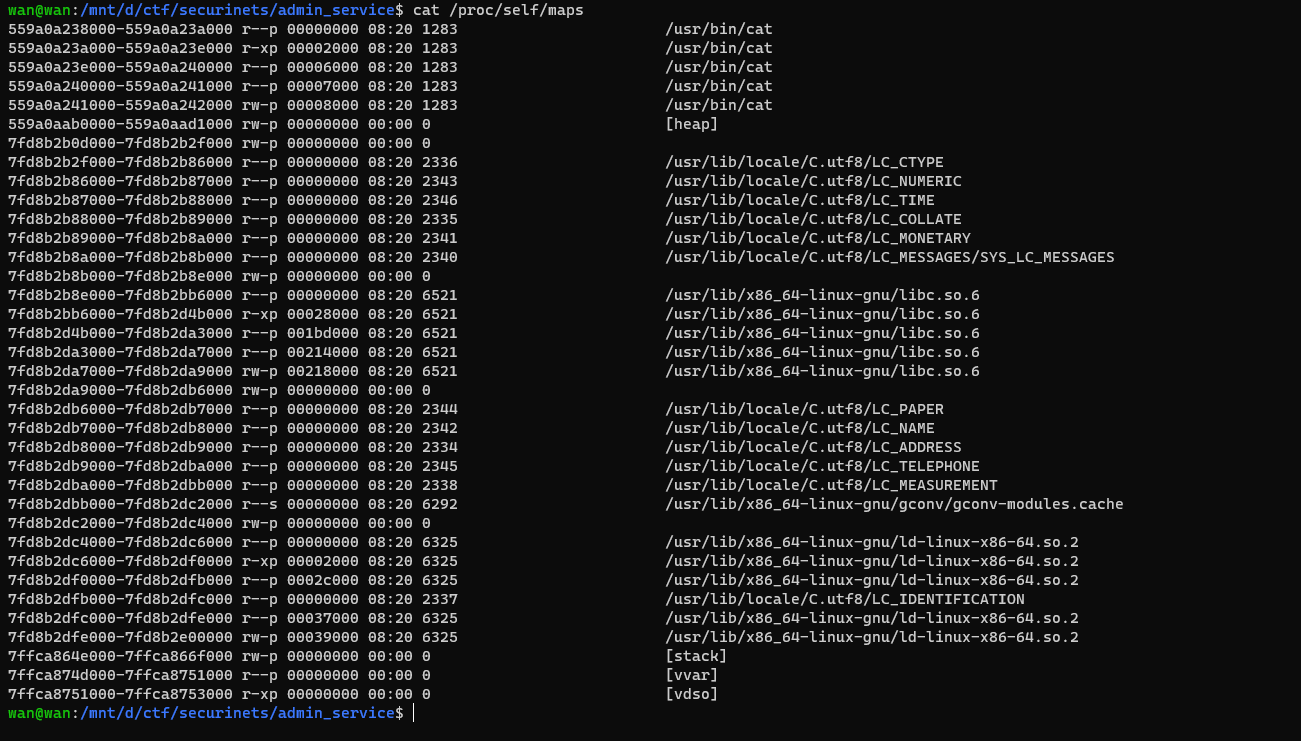 wan@wan:/mnt/d/ctf/securinets/admin_service$ cat /proc/self/maps
559a0a238000-559a0a23a000 r--p 00000000 08:20 1283                       /usr/bin/cat
559a0a23a000-559a0a23e000 r-xp 00002000 08:20 1283                       /usr/bin/cat
559a0a23e000-559a0a240000 r--p 00006000 08:20 1283                       /usr/bin/cat
559a0a240000-559a0a241000 r--p 00007000 08:20 1283                       /usr/bin/cat
559a0a241000-559a0a242000 rw-p 00008000 08:20 1283                       /usr/bin/cat
559a0aab0000-559a0aad1000 rw-p 00000000 00:00 0                          [heap]
7fd8b2b0d000-7fd8b2b2f000 rw-p 00000000 00:00 0
7fd8b2b2f000-7fd8b2b86000 r--p 00000000 08:20 2336                       /usr/lib/locale/C.utf8/LC_CTYPE
7fd8b2b86000-7fd8b2b87000 r--p 00000000 08:20 2343                       /usr/lib/locale/C.utf8/LC_NUMERIC
7fd8b2b87000-7fd8b2b88000 r--p 00000000 08:20 2346                       /usr/lib/locale/C.utf8/LC_TIME
7fd8b2b88000-7fd8b2b89000 r--p 00000000 08:20 2335                       /usr/lib/locale/C.utf8/LC_COLLATE
7fd8b2b89000-7fd8b2b8a000 r--p 00000000 08:20 2341                       /usr/lib/locale/C.utf8/LC_MONETARY
7fd8b2b8a000-7fd8b2b8b000 r--p 00000000 08:20 2340                       /usr/lib/locale/C.utf8/LC_MESSAGES/SYS_LC_MESSAGES
7fd8b2b8b000-7fd8b2b8e000 rw-p 00000000 00:00 0
7fd8b2b8e000-7fd8b2bb6000 r--p 00000000 08:20 6521                       /usr/lib/x86_64-linux-gnu/libc.so.6
7fd8b2bb6000-7fd8b2d4b000 r-xp 00028000 08:20 6521                       /usr/lib/x86_64-linux-gnu/libc.so.6
7fd8b2d4b000-7fd8b2da3000 r--p 001bd000 08:20 6521                       /usr/lib/x86_64-linux-gnu/libc.so.6
7fd8b2da3000-7fd8b2da7000 r--p 00214000 08:20 6521                       /usr/lib/x86_64-linux-gnu/libc.so.6
7fd8b2da7000-7fd8b2da9000 rw-p 00218000 08:20 6521                       /usr/lib/x86_64-linux-gnu/libc.so.6
7fd8b2da9000-7fd8b2db6000 rw-p 00000000 00:00 0
7fd8b2db6000-7fd8b2db7000 r--p 00000000 08:20 2344                       /usr/lib/locale/C.utf8/LC_PAPER
7fd8b2db7000-7fd8b2db8000 r--p 00000000 08:20 2342                       /usr/lib/locale/C.utf8/LC_NAME
7fd8b2db8000-7fd8b2db9000 r--p 00000000 08:20 2334                       /usr/lib/locale/C.utf8/LC_ADDRESS
7fd8b2db9000-7fd8b2dba000 r--p 00000000 08:20 2345                       /usr/lib/locale/C.utf8/LC_TELEPHONE
7fd8b2dba000-7fd8b2dbb000 r--p 00000000 08:20 2338                       /usr/lib/locale/C.utf8/LC_MEASUREMENT
7fd8b2dbb000-7fd8b2dc2000 r--s 00000000 08:20 6292                       /usr/lib/x86_64-linux-gnu/gconv/gconv-modules.cache
7fd8b2dc2000-7fd8b2dc4000 rw-p 00000000 00:00 0
7fd8b2dc4000-7fd8b2dc6000 r--p 00000000 08:20 6325                       /usr/lib/x86_64-linux-gnu/ld-linux-x86-64.so.2
7fd8b2dc6000-7fd8b2df0000 r-xp 00002000 08:20 6325                       /usr/lib/x86_64-linux-gnu/ld-linux-x86-64.so.2
7fd8b2df0000-7fd8b2dfb000 r--p 0002c000 08:20 6325                       /usr/lib/x86_64-linux-gnu/ld-linux-x86-64.so.2
7fd8b2dfb000-7fd8b2dfc000 r--p 00000000 08:20 2337                       /usr/lib/locale/C.utf8/LC_IDENTIFICATION
7fd8b2dfc000-7fd8b2dfe000 r--p 00037000 08:20 6325                       /usr/lib/x86_64-linux-gnu/ld-linux-x86-64.so.2
7fd8b2dfe000-7fd8b2e00000 rw-p 00039000 08:20 6325                       /usr/lib/x86_64-linux-gnu/ld-linux-x86-64.so.2
7ffca864e000-7ffca866f000 rw-p 00000000 00:00 0                          [stack]
7ffca874d000-7ffca8751000 r--p 00000000 00:00 0                          [vvar]
7ffca8751000-7ffca8753000 r-xp 00000000 00:00 0                          [vdso]
wan@wan:/mnt/d/ctf/securinets/admin_service$